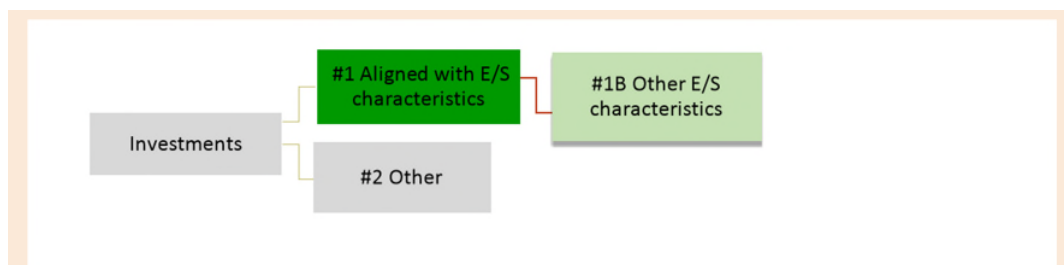 #1 Aligned with E/S
characteristics
#1B Other E/S
characteristics
Investments
#2 Other